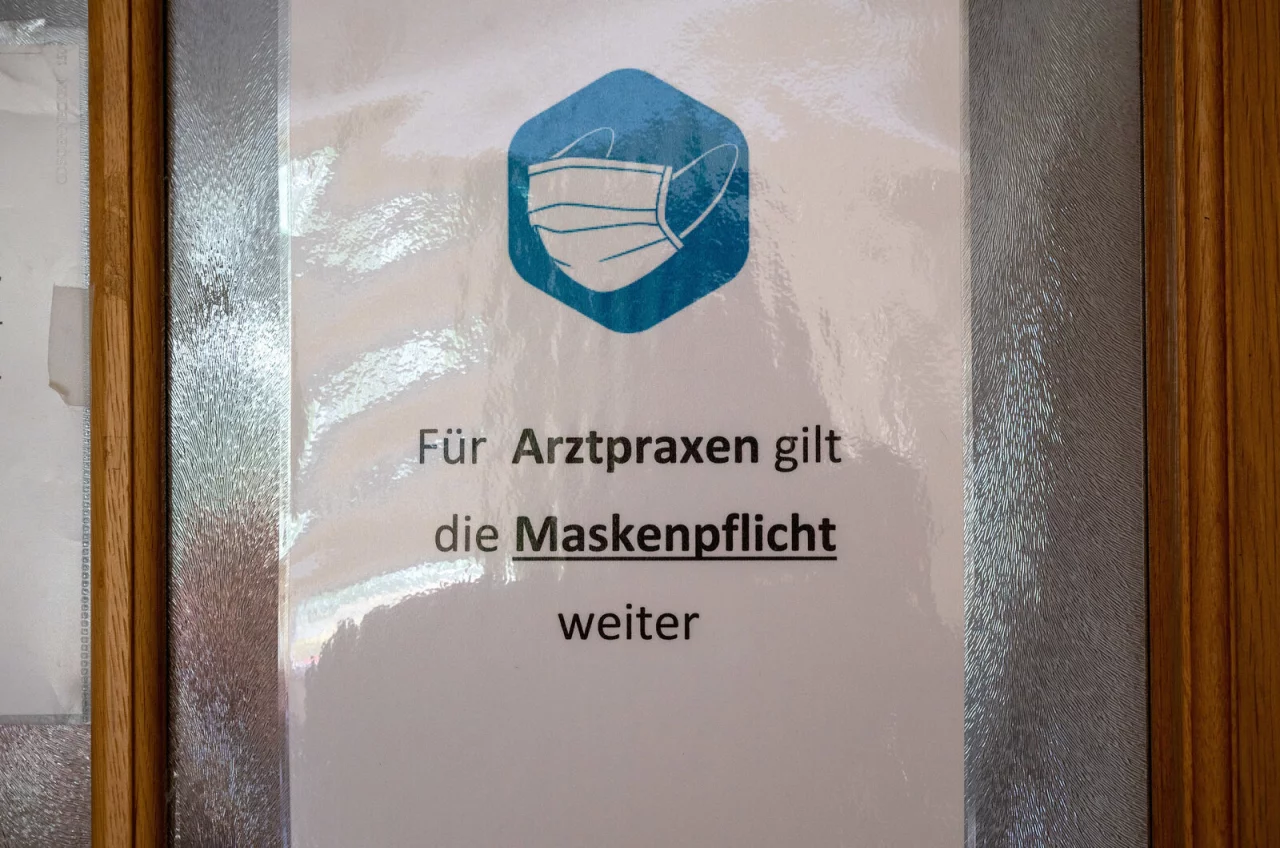 Für Arztpraxen gilt
die Maskenpflicht
weiter